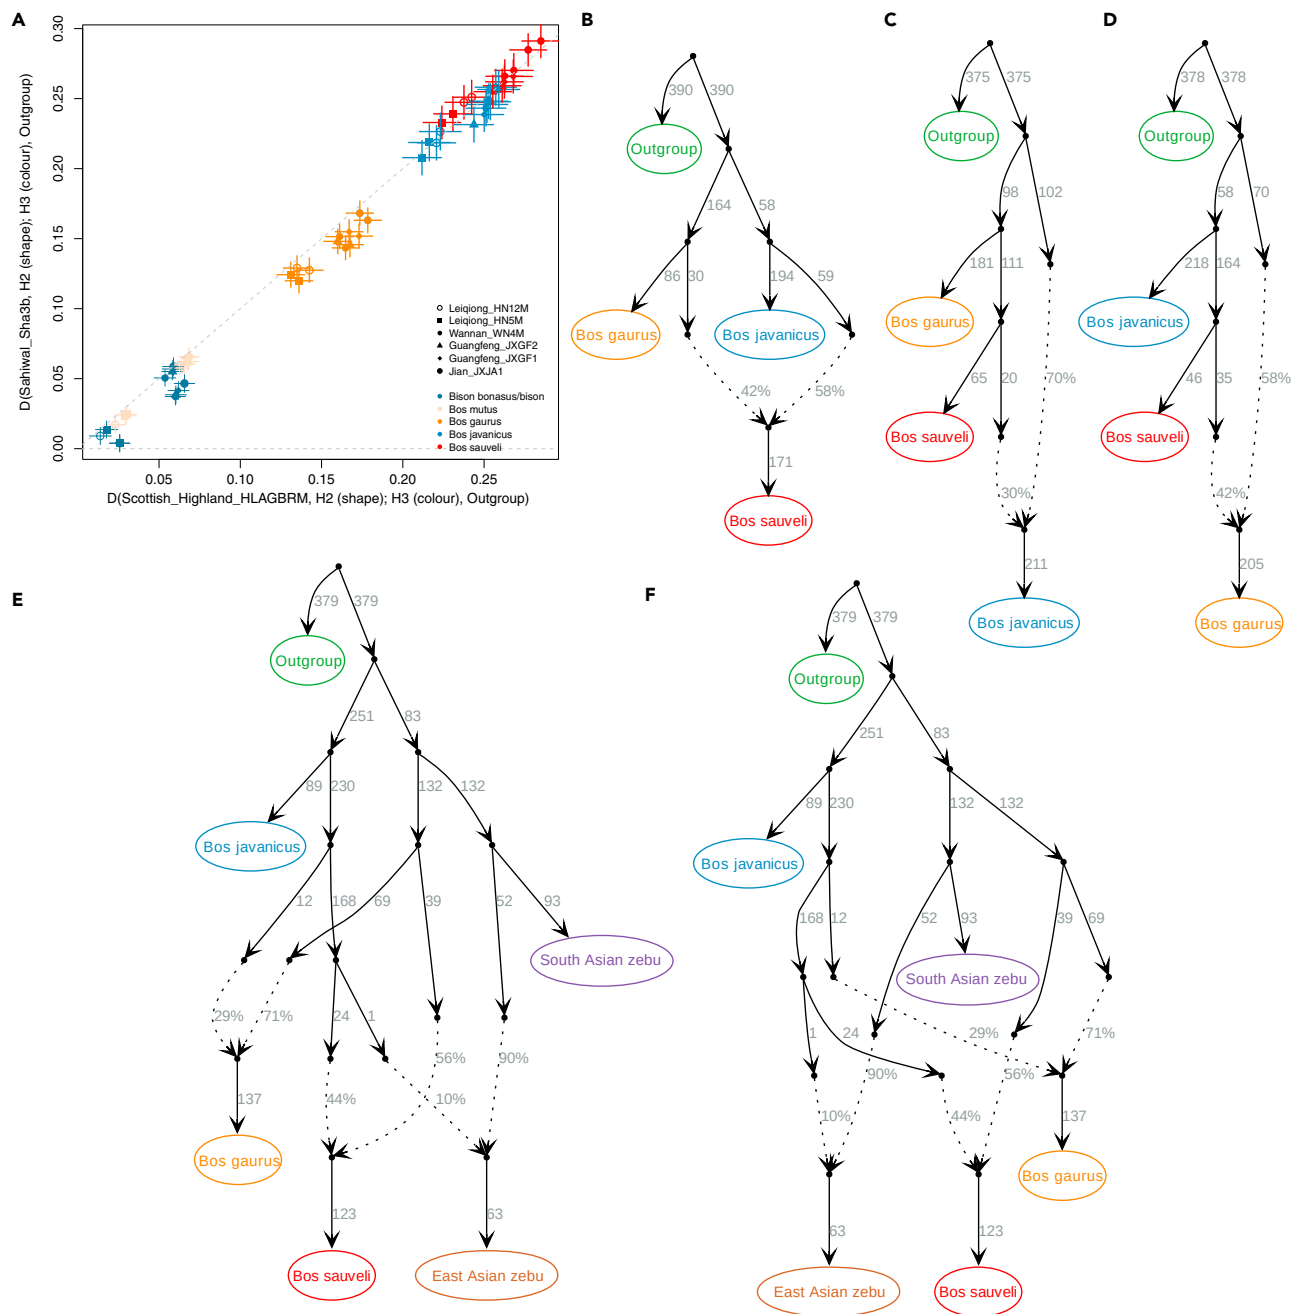 A
D(Sahiwal_Sha3b, H2 (shape); H3 (colour), Outgroup)
0.30
0.25
0.20
0.15
0.10
0.05
0.00
0.05
0.10
0.15
0.20
0.25
D(Scottish_Highland_HLAGBRM, H2 (shape); H3 (colour), Outgroup)
Leiqiong_HN12M
Leiqiong_HN5M
Wannan_WN4M
Guangfeng_JXGF2
Guangfeng_JXGF1
Jian_JXJA1
Bison bonasus/bison
Bos mutus
Bos gaurus
Bos javanicus
Bos sauveli
B
390
390
Outgroup
164
58
86
30
194
59
Bos gaurus
Bos javanicus
42%
58%
171
Bos sauveli
C
375
375
Outgroup
98
102
181
111
Bos gaurus
65
20
70%
Bos sauveli
30%
211
Bos javanicus
D
378
378
Outgroup
58
70
218
164
Bos javanicus
46
35
58%
Bos sauveli
42%
205
Bos gaurus
E
379
379
Outgroup
251
83
89
230
132
132
Bos javanicus
12
168
69
39
52
93
South Asian zebu
29%
71%
24
1
56%
90%
137
44%
10%
Bos gaurus
123
63
Bos sauveli
East Asian zebu
F
379
379
Outgroup
251
83
89
230
132
132
Bos javanicus
168
12
52
93
39
69
South Asian zebu
1
24
29%
71%
90%
56%
10%
44%
137
Bos gaurus
63
123
East Asian zebu
Bos sauveli